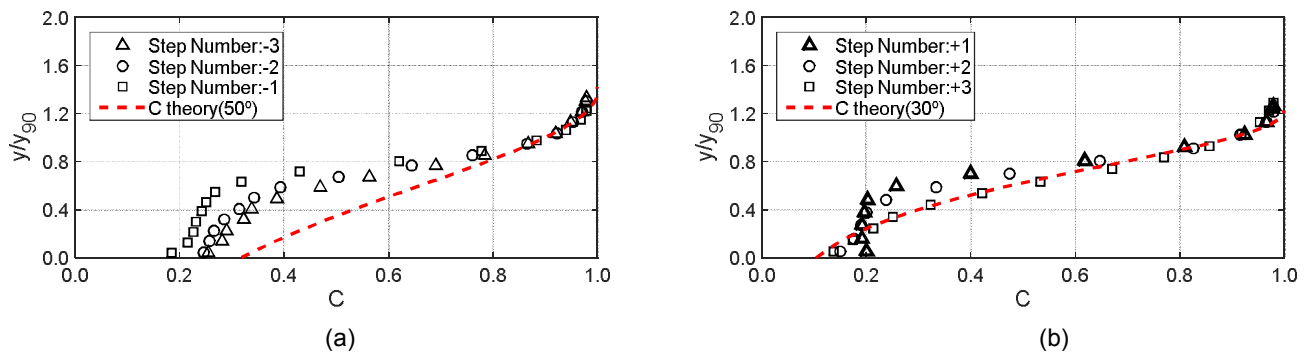 2.0
1.6
1.2
0.8
0.4
0.0
y/y90
Step Number:-3
Step Number:-2
Step Number:-1
C theory(50º)
0.0
0.2
0.4
0.6
0.8
1.0
C
(a)
2.0
1.6
1.2
0.8
0.4
0.0
y/y90
Step Number:+1
Step Number:+2
Step Number:+3
C theory(30º)
0.0
0.2
0.4
0.6
0.8
1.0
C
(b)